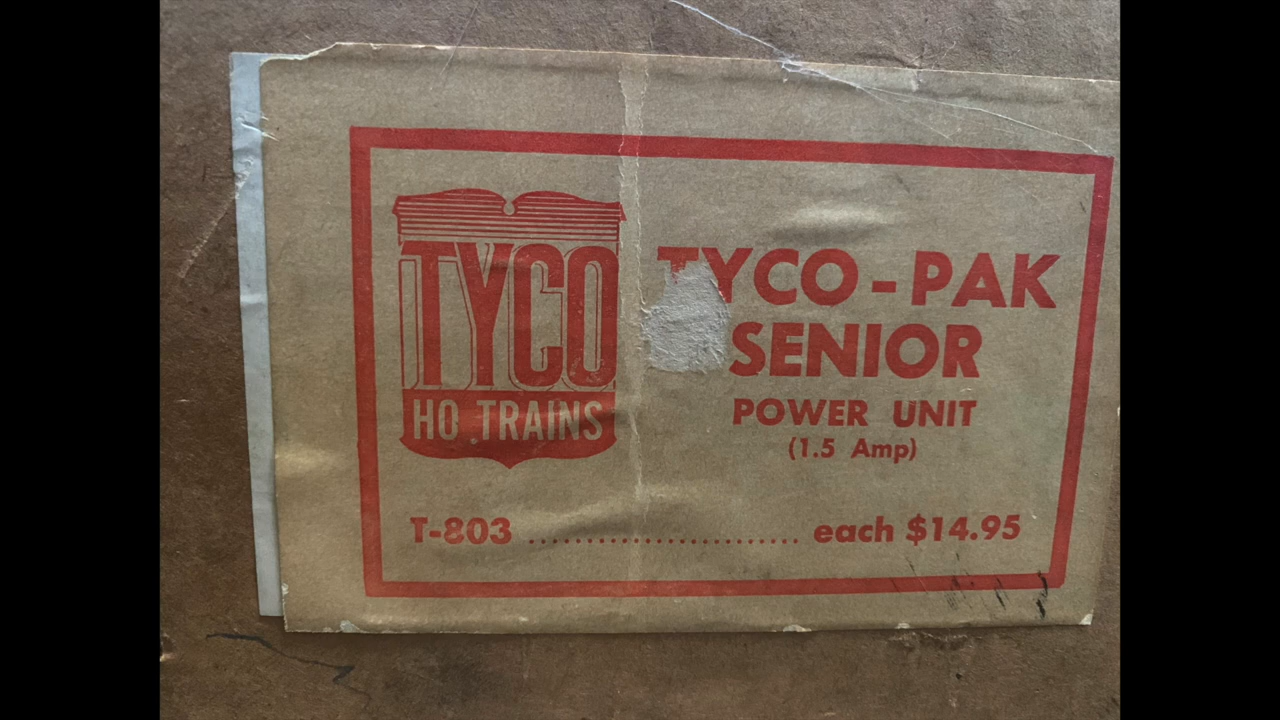 TYCO
HO TRAINS
TYCO-PAK
SENIOR
POWER UNIT
(1.5 Amp)
T-803 ........................ each $14.95